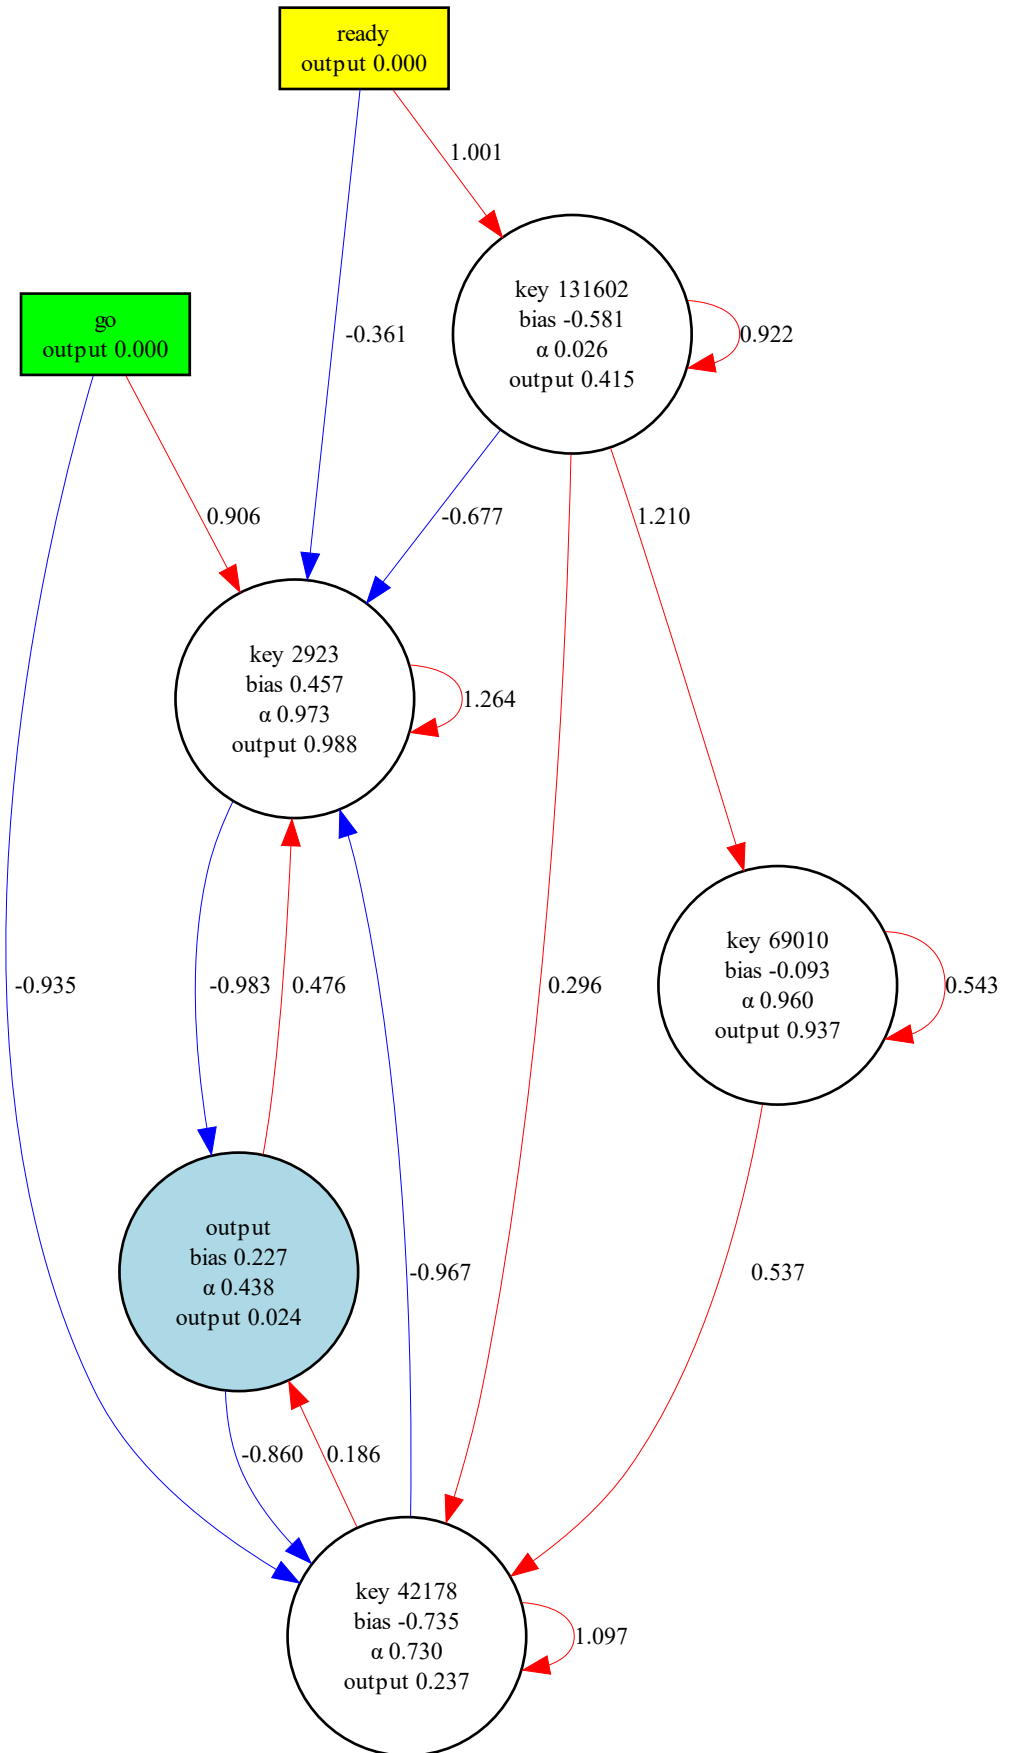 ready
output 0.000
1.001
key 131602
bias -0.581
α 0.026
output 0.415
0.922
go
output 0.000
-0.361
0.906
-0.677
1.210
key 2923
bias 0.457
α 0.973
output 0.988
1.264
key 69010
bias -0.093
α 0.960
output 0.937
0.543
-0.935
-0.983
0.476
0.296
output
bias 0.227
α 0.438
output 0.024
-0.967
0.537
-0.860
0.186
key 42178
bias -0.735
α 0.730
output 0.237
1.097